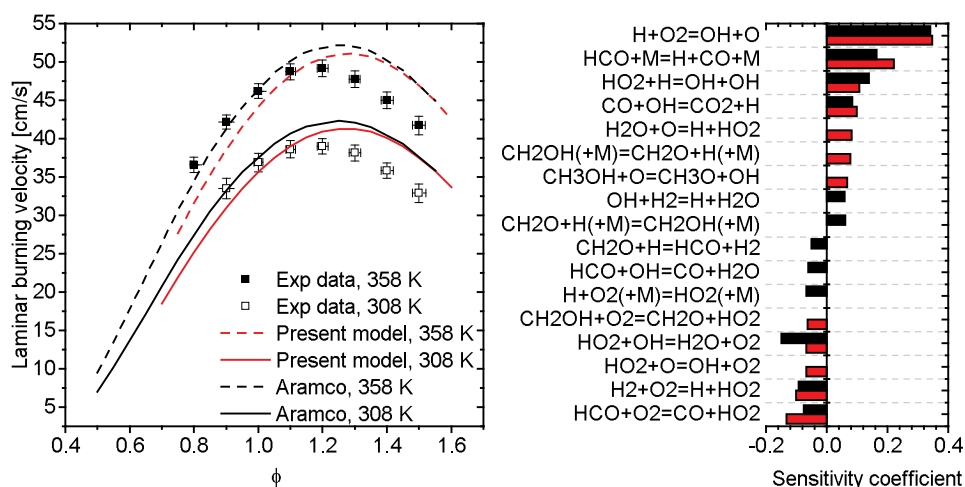 55
50
45
40
35
30
25
20
15
10
5
Laminar burning velocity [cm/s]
Exp data, 358 K
Exp data, 308 K
Present model, 358 K
Present model, 308 K
Aramco, 358 K
Aramco, 308 K
0.4 0.6 0.8 1.0 1.2 1.4 1.6
ϕ
H+O2=OH+O
HCO+M=H+CO+M
HO2+H=OH+OH
CO+OH=CO2+H
H2O+O=H+HO2
CH2OH(+M)=CH2O+H(+M)
CH3OH+O=CH3O+OH
OH+H2=H+H2O
CH2O+H(+M)=CH2OH(+M)
CH2O+H=HCO+H2
HCO+OH=CO+H2O
H+O2(+M)=HO2(+M)
CH2OH+O2=CH2O+HO2
HO2+OH=H2O+O2
HO2+O=OH+O2
H2+O2=H+HO2
HCO+O2=CO+HO2
-0.2 0.0 0.2 0.4
Sensitivity coefficient